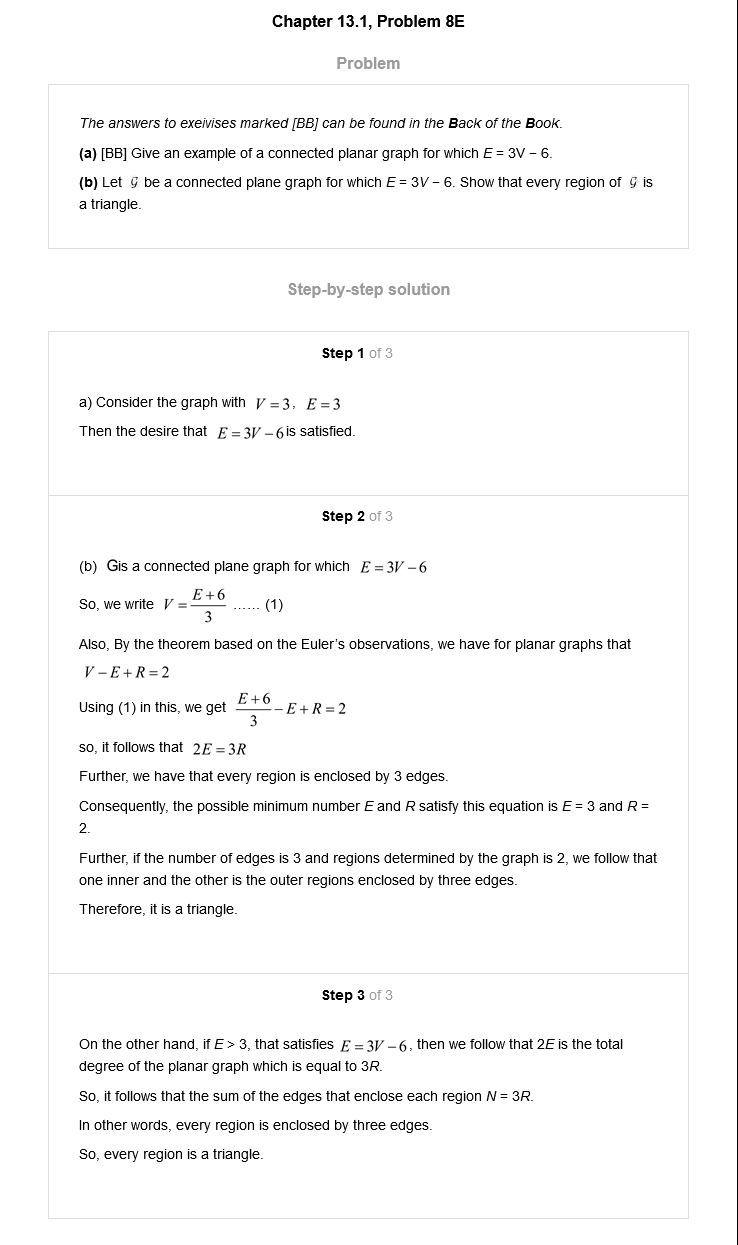 Chapter 13.1, Problem 8E
Problem
The answers to exeivises marked [BB] can be found in the Back of the Book.
(a) [BB] Give an example of a connected planar graph for which E = 3V − 6.
(b) Let 𝒢 be a connected plane graph for which E = 3V − 6. Show that every region of 𝒢 is
a triangle.
Step-by-step solution
Step 1 of 3
a) Consider the graph with V = 3, E = 3
Then the desire that E = 3V − 6 is satisfied.
Step 2 of 3
(b) Gis a connected plane graph for which E = 3V − 6
So, we write V = (E + 6)/3 ...... (1)
Also, By the theorem based on the Euler's observations, we have for planar graphs that
V − E + R = 2
Using (1) in this, we get (E + 6)/3 − E + R = 2
so, it follows that 2E = 3R
Further, we have that every region is enclosed by 3 edges.
Consequently, the possible minimum number E and R satisfy this equation is E = 3 and R =
2.
Further, if the number of edges is 3 and regions determined by the graph is 2, we follow that
one inner and the other is the outer regions enclosed by three edges.
Therefore, it is a triangle.
Step 3 of 3
On the other hand, if E > 3, that satisfies E = 3V − 6, then we follow that 2E is the total
degree of the planar graph which is equal to 3R.
So, it follows that the sum of the edges that enclose each region N = 3R.
In other words, every region is enclosed by three edges.
So, every region is a triangle.